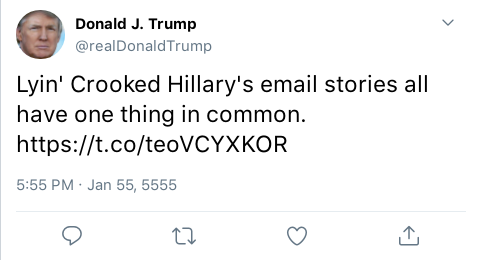 Donald J. Trump
@realDonaldTrump
Lyin' Crooked Hillary's email stories all
have one thing in common.
https://t.co/teoVCYXKOR
5:55 PM · Jan 55, 5555